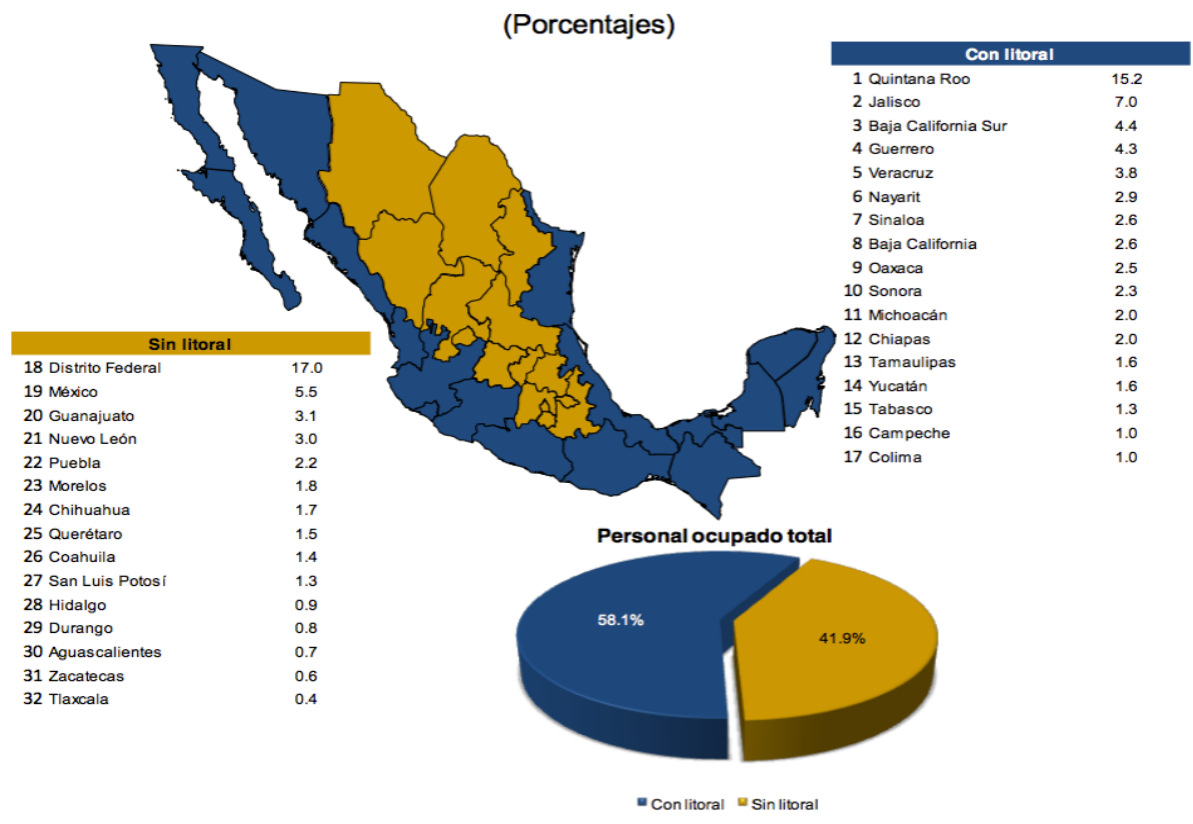 (Porcentajes)
Con litoral
1 Quintana Roo 15.2
2 Jalisco 7.0
3 Baja California Sur 4.4
4 Guerrero 4.3
5 Veracruz 3.8
6 Nayarit 2.9
7 Sinaloa 2.6
8 Baja California 2.6
9 Oaxaca 2.5
10 Sonora 2.3
11 Michoacán 2.0
12 Chiapas 2.0
13 Tamaulipas 1.6
14 Yucatán 1.6
15 Tabasco 1.3
16 Campeche 1.0
17 Colima 1.0
Sin litoral
18 Distrito Federal 17.0
19 México 5.5
20 Guanajuato 3.1
21 Nuevo León 3.0
22 Puebla 2.2
23 Morelos 1.8
24 Chihuahua 1.7
25 Querétaro 1.5
26 Coahuila 1.4
27 San Luis Potosí 1.3
28 Hidalgo 0.9
29 Durango 0.8
30 Aguascalientes 0.7
31 Zacatecas 0.6
32 Tlaxcala 0.4
Personal ocupado total
58.1%
41.9%
Con litoral Sin litoral